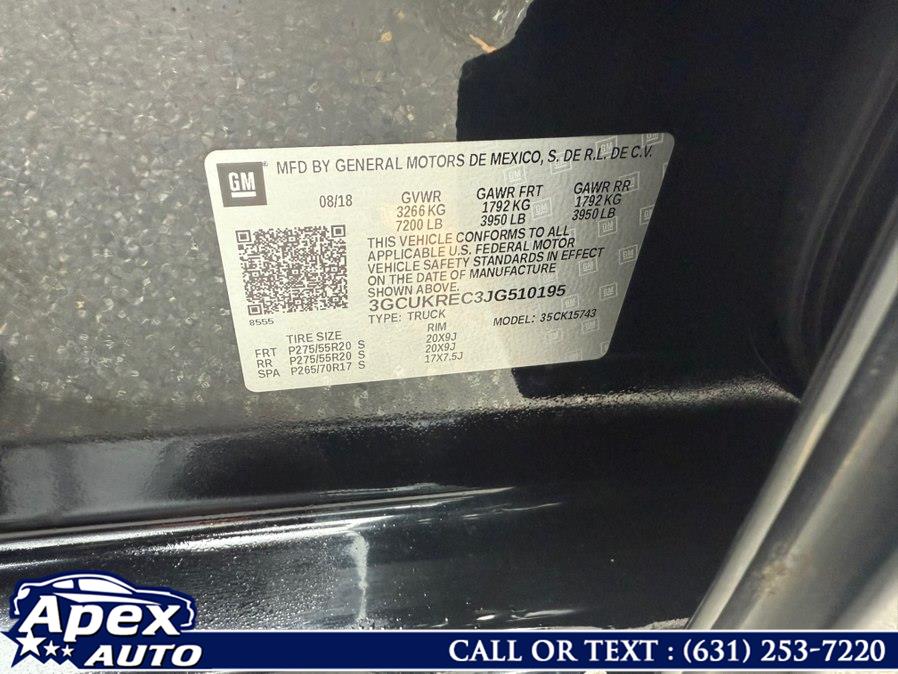 GM
MFD BY GENERAL MOTORS DE MEXICO, S. DE R.L. DE C.V.
08/18 GVWR GAWR FRT GAWR RR
3266 KG 1792 KG 1792 KG
7200 LB 3950 LB 3950 LB
THIS VEHICLE CONFORMS TO ALL
APPLICABLE U.S. FEDERAL MOTOR
VEHICLE SAFETY STANDARDS IN EFFECT
ON THE DATE OF MANUFACTURE
SHOWN ABOVE.
3GCUKREC3JG510195
8555
TYPE: TRUCK MODEL: 35CK15743
TIRE SIZE RIM
FRT P275/55R20 S 20X9J
RR P275/55R20 S 20X9J
SPA P265/70R17 S 17X7.5J
APEX
AUTO
CALL OR TEXT : (631) 253-7220